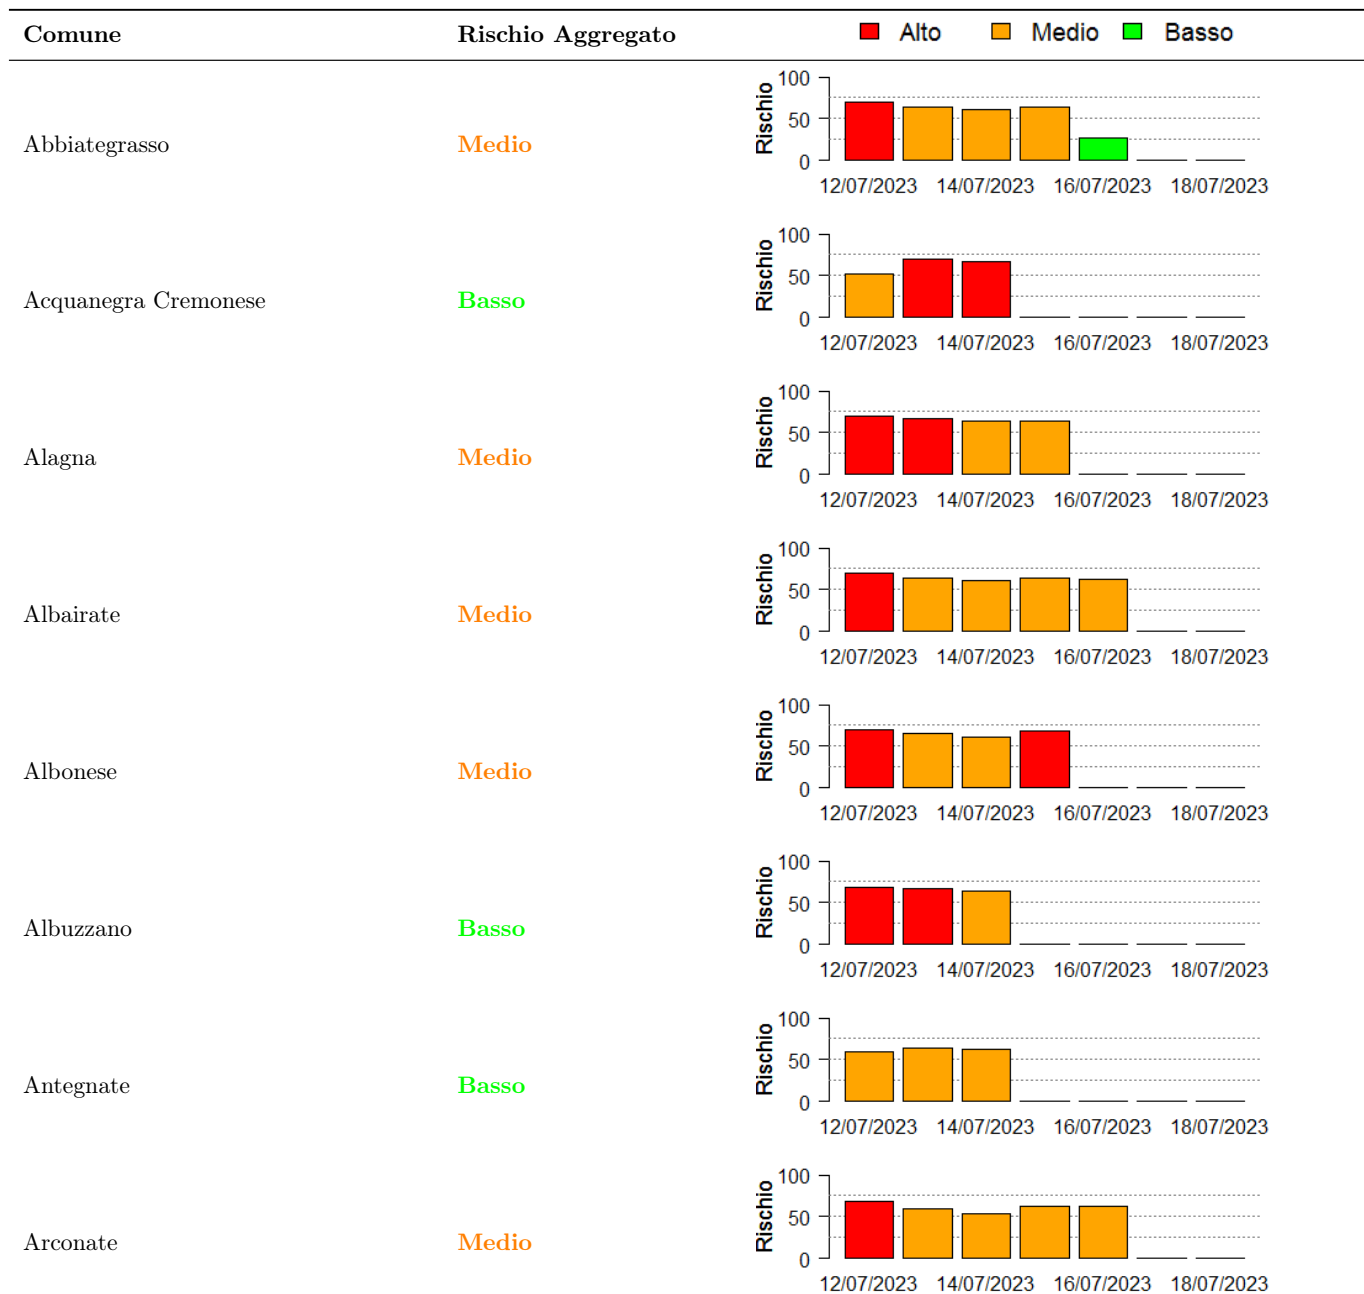 Comune Rischio Aggregato Alto Medio Basso
Rischio
100
50
0
Abbiategrasso Medio
12/07/2023 14/07/2023 16/07/2023 18/07/2023
Rischio
100
50
0
Acquanegra Cremonese Basso
12/07/2023 14/07/2023 16/07/2023 18/07/2023
Rischio
100
50
0
Alagna Medio
12/07/2023 14/07/2023 16/07/2023 18/07/2023
Rischio
100
50
0
Albairate Medio
12/07/2023 14/07/2023 16/07/2023 18/07/2023
Rischio
100
50
0
Albonese Medio
12/07/2023 14/07/2023 16/07/2023 18/07/2023
Rischio
100
50
0
Albuzzano Basso
12/07/2023 14/07/2023 16/07/2023 18/07/2023
Rischio
100
50
0
Antegnate Basso
12/07/2023 14/07/2023 16/07/2023 18/07/2023
Rischio
100
50
0
Arconate Medio
12/07/2023 14/07/2023 16/07/2023 18/07/2023